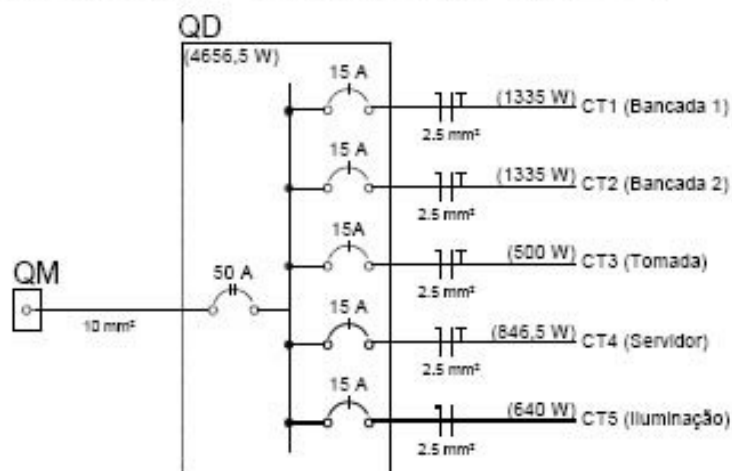 QD
(4656,5 W)
15 A
(1335 W) CT1 (Bancada 1)
2.5 mm²
15 A
(1335 W) CT2 (Bancada 2)
2.5 mm²
15A
(500 W) CT3 (Tomada)
2.5 mm²
QM
50 A
10 mm²
15 A
(846,5 W) CT4 (Servidor)
2.5 mm²
15 A
(640 W) CT5 (Iluminação)
2.5 mm²